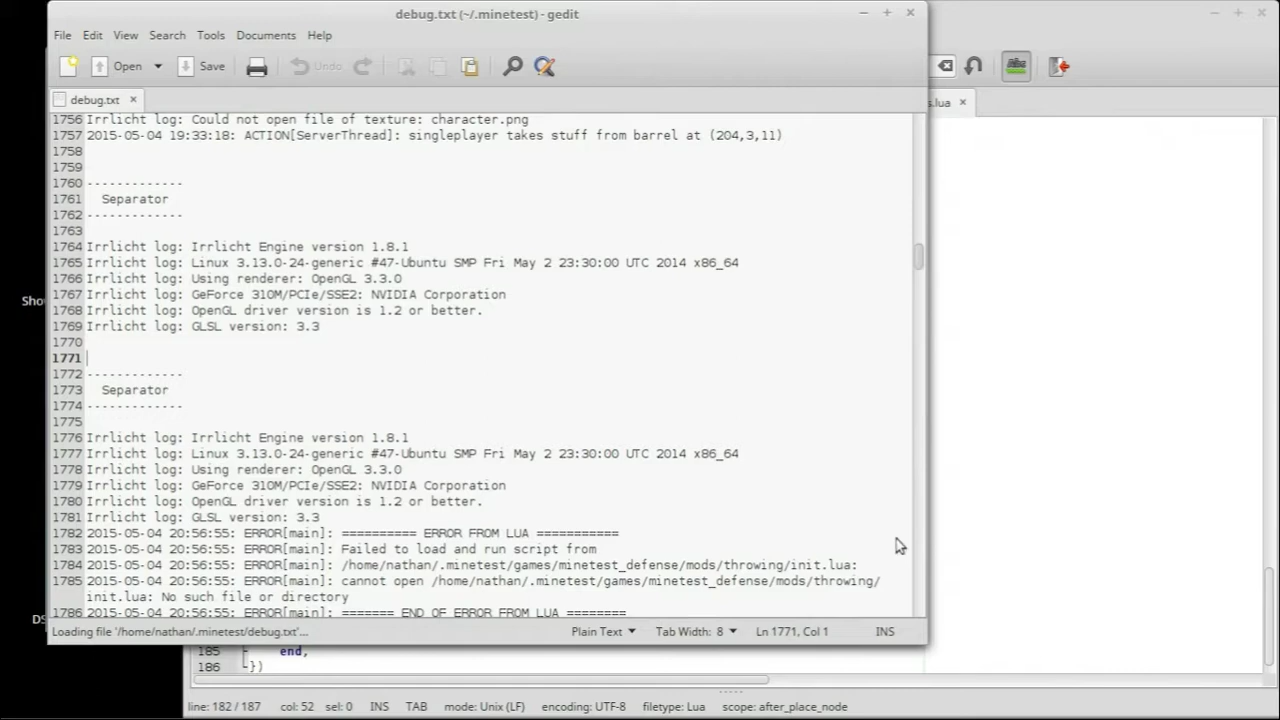 debug.txt (~/.minetest) - gedit
File Edit View Search Tools Documents Help
Open Save Undo Abc
debug.txt
s.lua
1756 Irrlicht log: Could not open file of texture: character.png
1757 2015-05-04 19:33:18: ACTION[ServerThread]: singleplayer takes stuff from barrel at (204,3,11)
1758
1759
1760 -------------
1761   Separator
1762 -------------
1763
1764 Irrlicht log: Irrlicht Engine version 1.8.1
1765 Irrlicht log: Linux 3.13.0-24-generic #47-Ubuntu SMP Fri May 2 23:30:00 UTC 2014 x86_64
1766 Irrlicht log: Using renderer: OpenGL 3.3.0
1767 Irrlicht log: GeForce 310M/PCIe/SSE2: NVIDIA Corporation
1768 Irrlicht log: OpenGL driver version is 1.2 or better.
1769 Irrlicht log: GLSL version: 3.3
1770
1771
1772 -------------
1773   Separator
1774 -------------
1775
1776 Irrlicht log: Irrlicht Engine version 1.8.1
1777 Irrlicht log: Linux 3.13.0-24-generic #47-Ubuntu SMP Fri May 2 23:30:00 UTC 2014 x86_64
1778 Irrlicht log: Using renderer: OpenGL 3.3.0
1779 Irrlicht log: GeForce 310M/PCIe/SSE2: NVIDIA Corporation
1780 Irrlicht log: OpenGL driver version is 1.2 or better.
1781 Irrlicht log: GLSL version: 3.3
1782 2015-05-04 20:56:55: ERROR[main]: ========== ERROR FROM LUA ===========
1783 2015-05-04 20:56:55: ERROR[main]: Failed to load and run script from
1784 2015-05-04 20:56:55: ERROR[main]: /home/nathan/.minetest/games/minetest_defense/mods/throwing/init.lua:
1785 2015-05-04 20:56:55: ERROR[main]: cannot open /home/nathan/.minetest/games/minetest_defense/mods/throwing/
init.lua: No such file or directory
1786 2015-05-04 20:56:55: ERROR[main]: ======= END OF ERROR FROM LUA ========
Loading file '/home/nathan/.minetest/debug.txt'... Plain Text Tab Width: 8 Ln 1771, Col 1 INS
Sho
DS
185 end,
186 })
line: 182 / 187 col: 52 sel: 0 INS TAB mode: Unix (LF) encoding: UTF-8 filetype: Lua scope: after_place_node